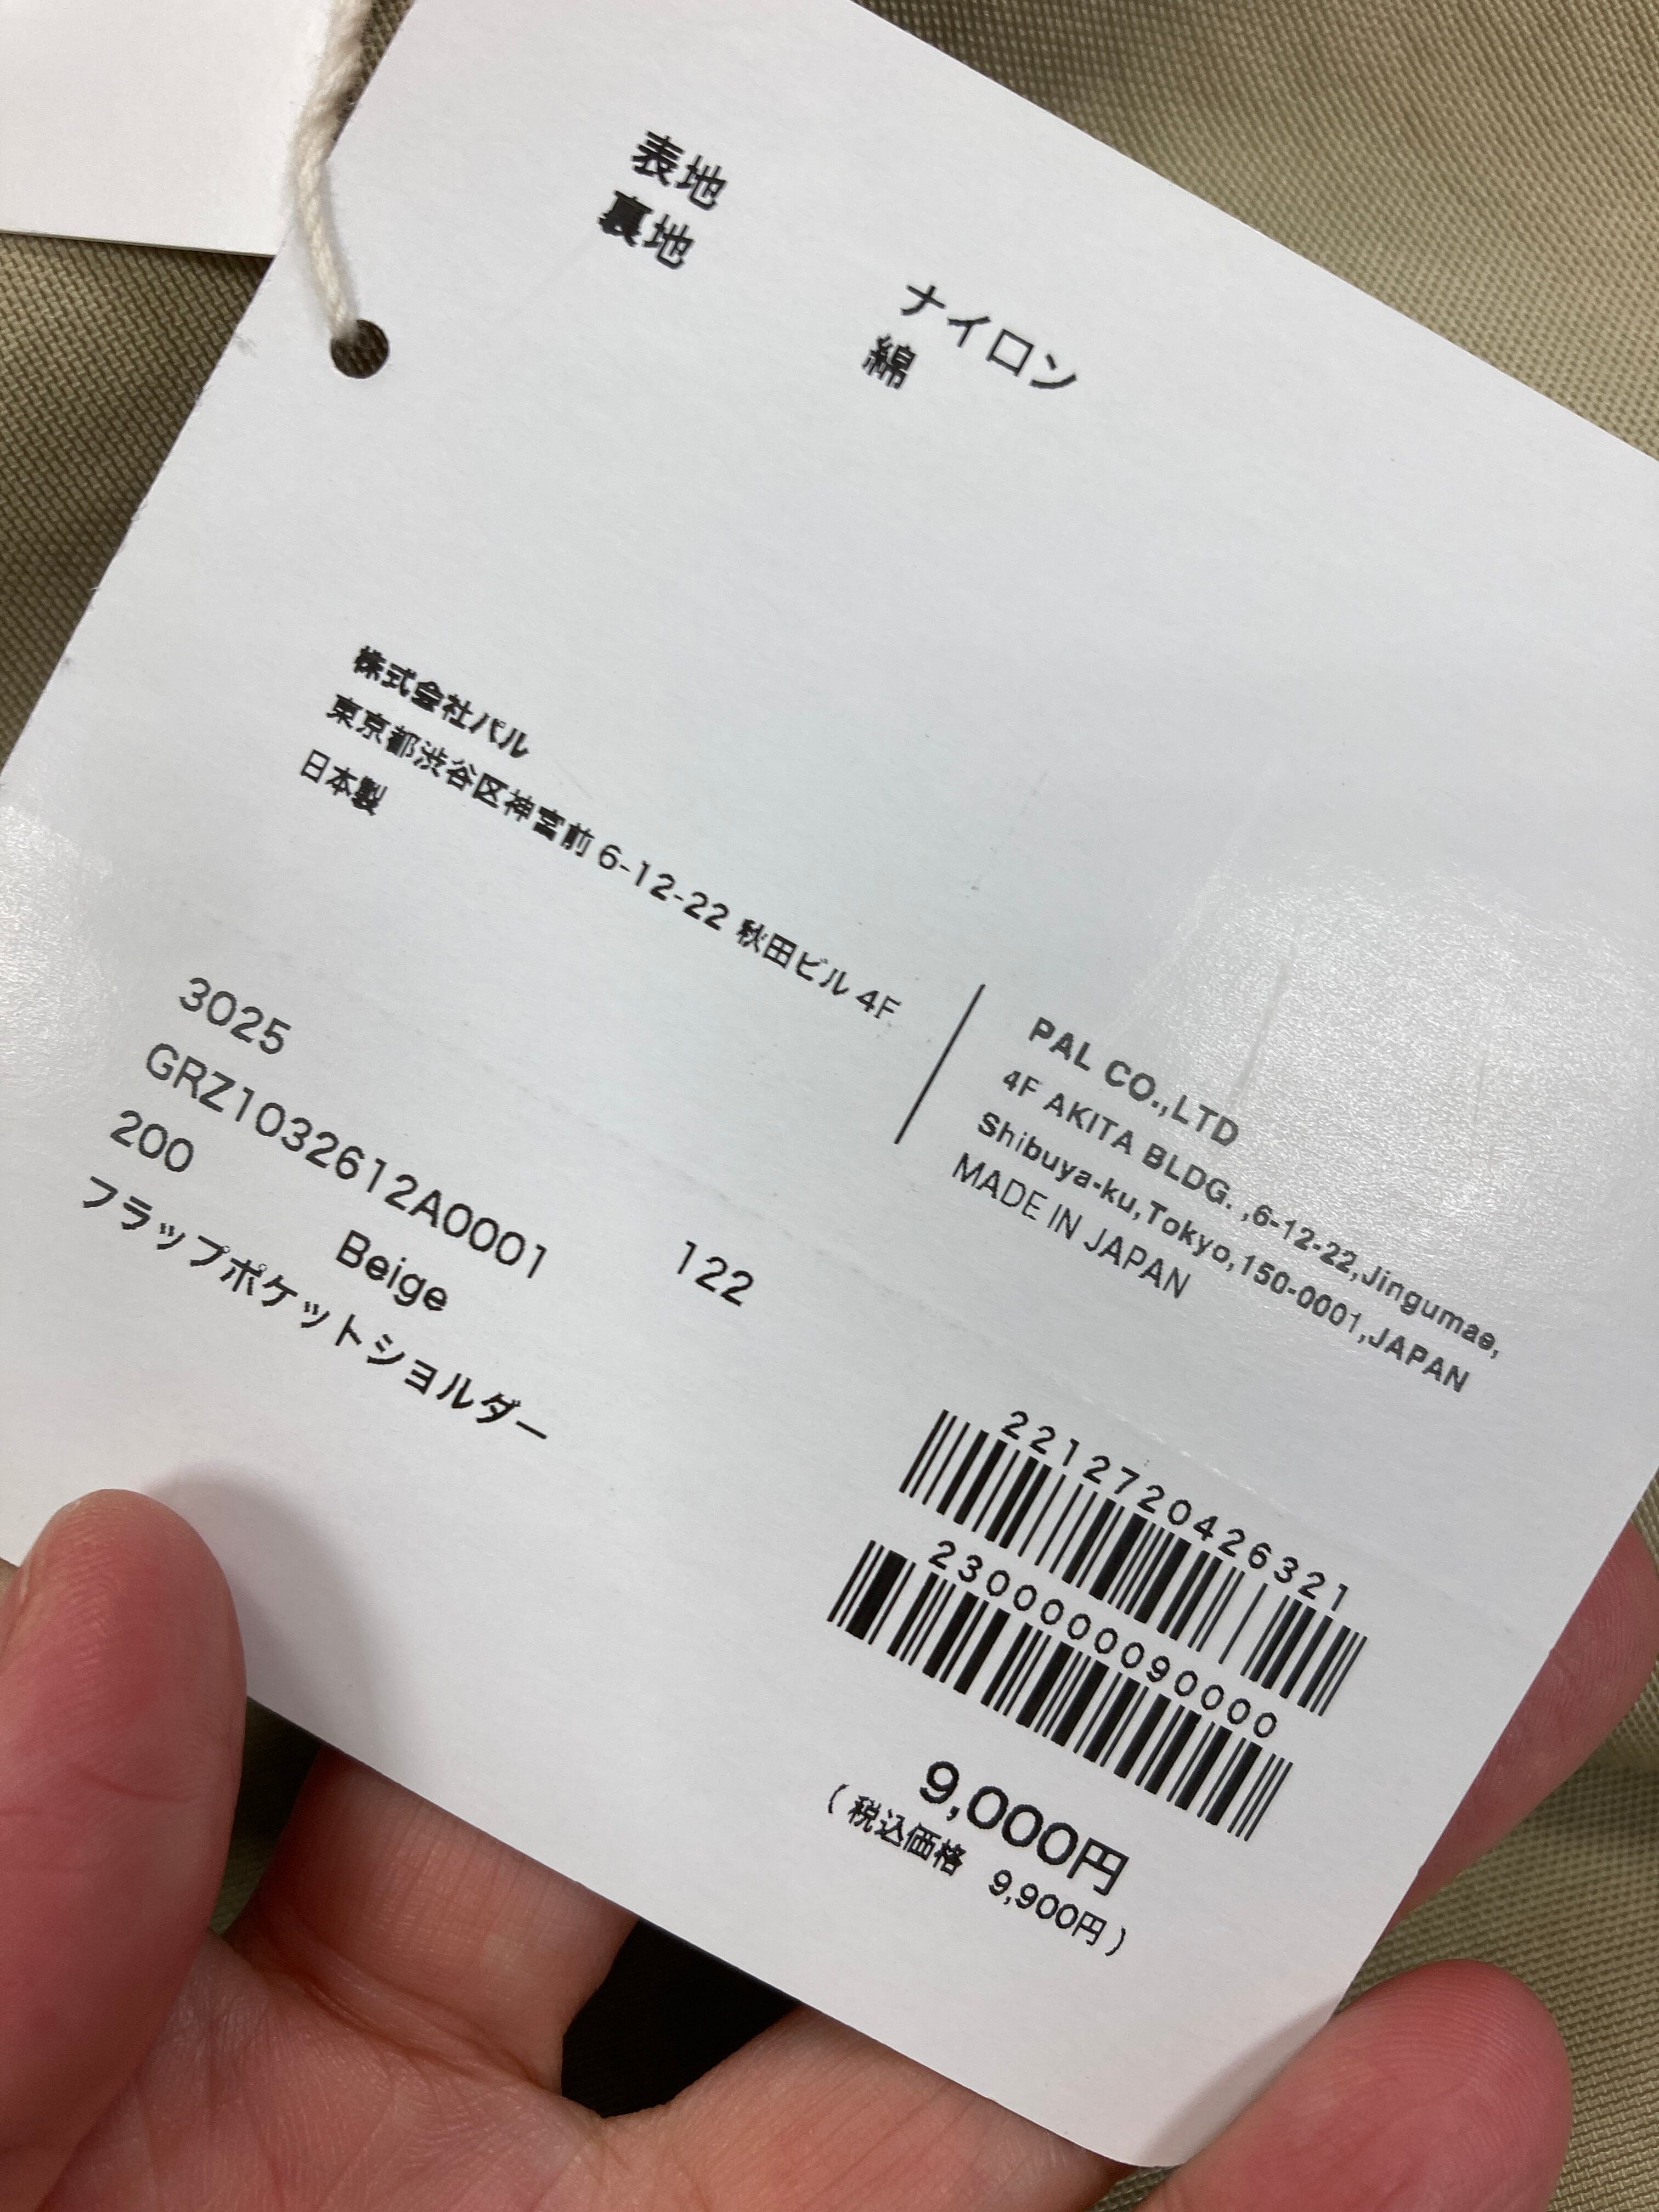 表地
裏地
ナイロン
綿
株式会社パル
東京都渋谷区神宮前 6-12-22 秋田ビル 4F
日本製
PAL CO.,LTD
4F AKITA BLDG. ,6-12-22,Jingumae,
Shibuya-ku,Tokyo,150-0001,JAPAN
MADE IN JAPAN
3025
GRZ1032612A0001 122
200 Beige
フラップポケットショルダー
2212720426321
2300000090000
9,000円
( 税込価格 9,900円 )